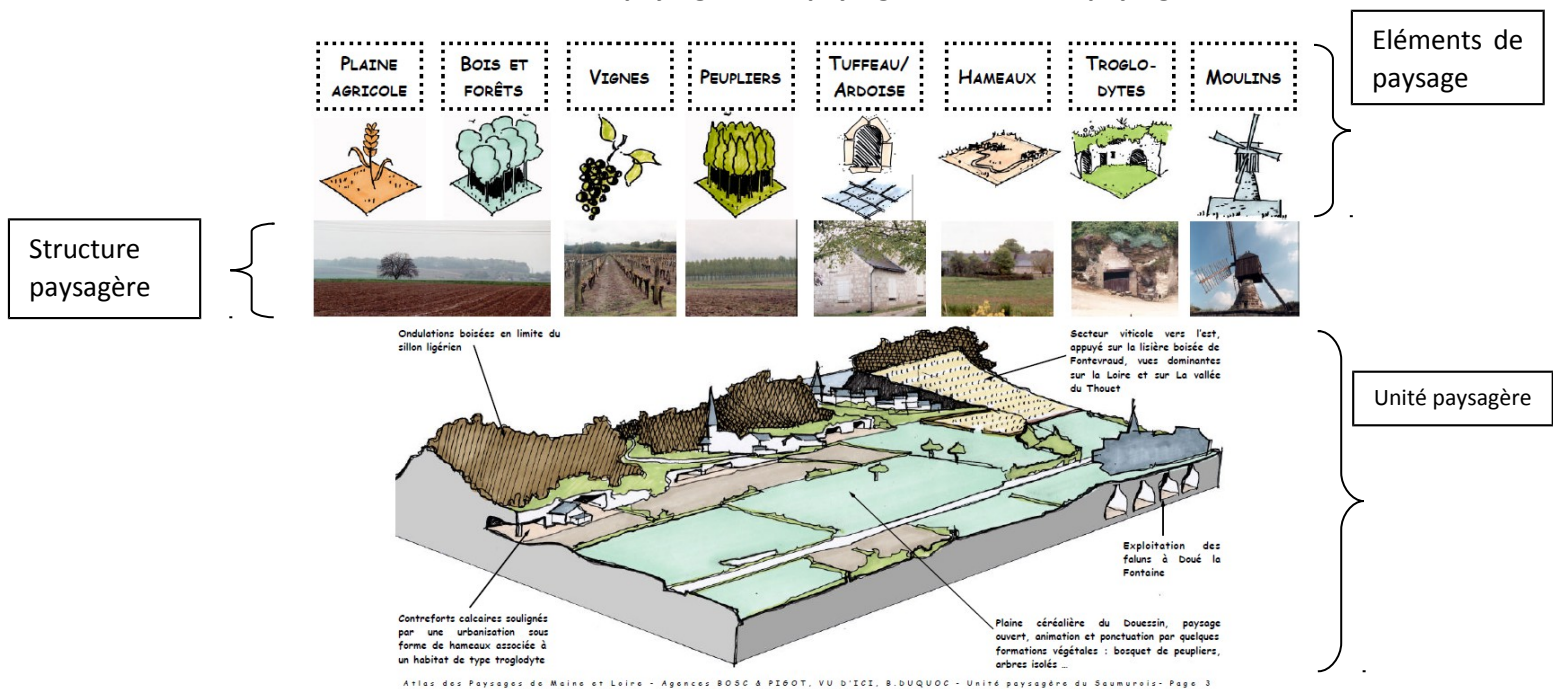 Eléments de
paysage
PLAINE
AGRICOLE
BOIS ET
FORÊTS
VIGNES
PEUPLIERS
TUFFEAU/
ARDOISE
HAMEAUX
TROGLO-
DYTES
MOULINS
Structure
paysagère
Ondulations boisées en limite du
sillon ligérien
Secteur viticole vers l'est,
appuyé sur la lisière boisée de
Fontevraud, vues dominantes
sur la Loire et sur La vallée
du Thouet
Unité paysagère
Exploitation des
faluns à Doué la
Fontaine
Contreforts calcaires soulignés
par une urbanisation sous
forme de hameaux associée à
un habitat de type troglodyte
Plaine céréalière du Douessin, paysage
ouvert, animation et ponctuation par quelques
formations végétales : bosquet de peupliers,
arbres isolés ...
Atlas des Paysages de Maine et Loire - Agences BOSC & PIGOT, VU D'ICI, B.DUQUOC - Unité paysagère du Saumurois- Page 3